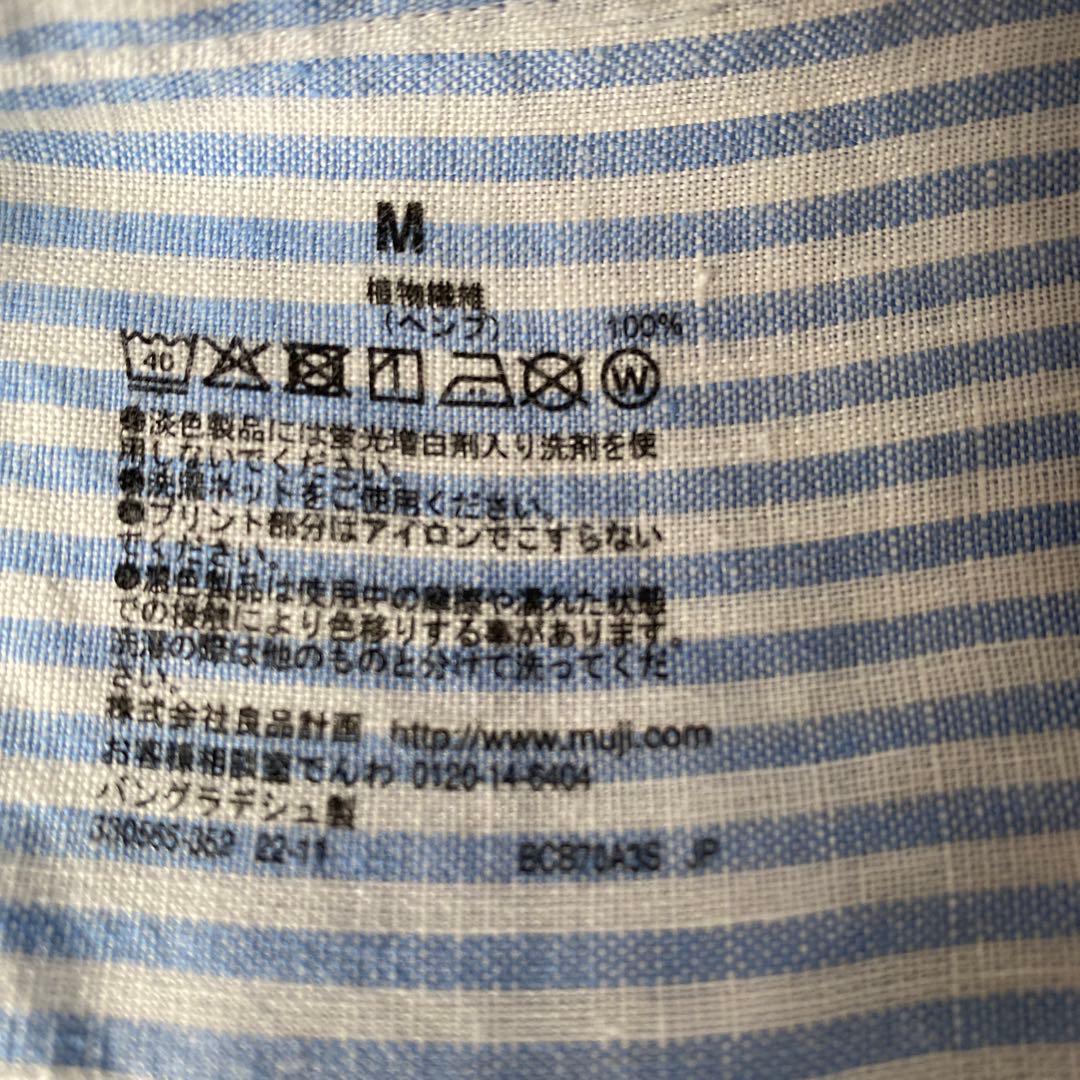 M
植物繊維
(ヘンプ) 100%
40 W
●淡色製品には蛍光増白剤入り洗剤を使
用しないでください。
●洗濯ネットをご使用ください。
●プリント部分はアイロンでこすらない
でください。
●濃色製品は使用中の摩擦や濡れた状態
での接触により色移りする事があります。
洗濯の際は他のものと分けて洗ってくだ
さい。
株式会社良品計画 http://www.muji.com
お客様相談室でんわ 0120-14-6404
バングラデシュ製
22-11 JP